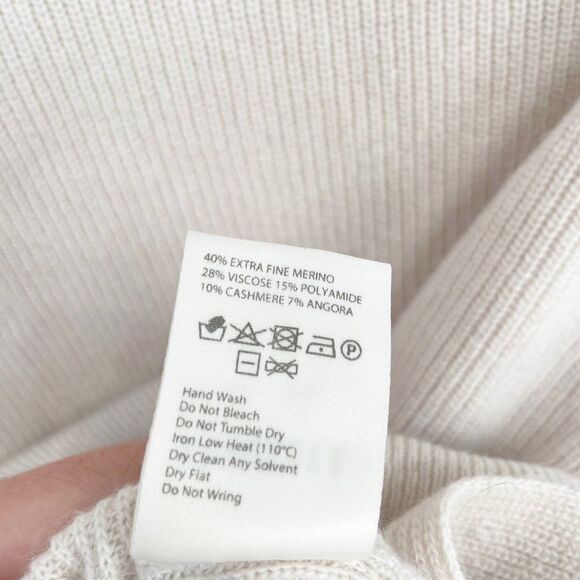 40% EXTRA FINE MERINO
28% VISCOSE 15% POLYAMIDE
10% CASHMERE 7% ANGORA
P
Hand Wash
Do Not Bleach
Do Not Tumble Dry
Iron Low Heat (110°C)
Dry Clean Any Solvent
Dry Flat
Do Not Wring